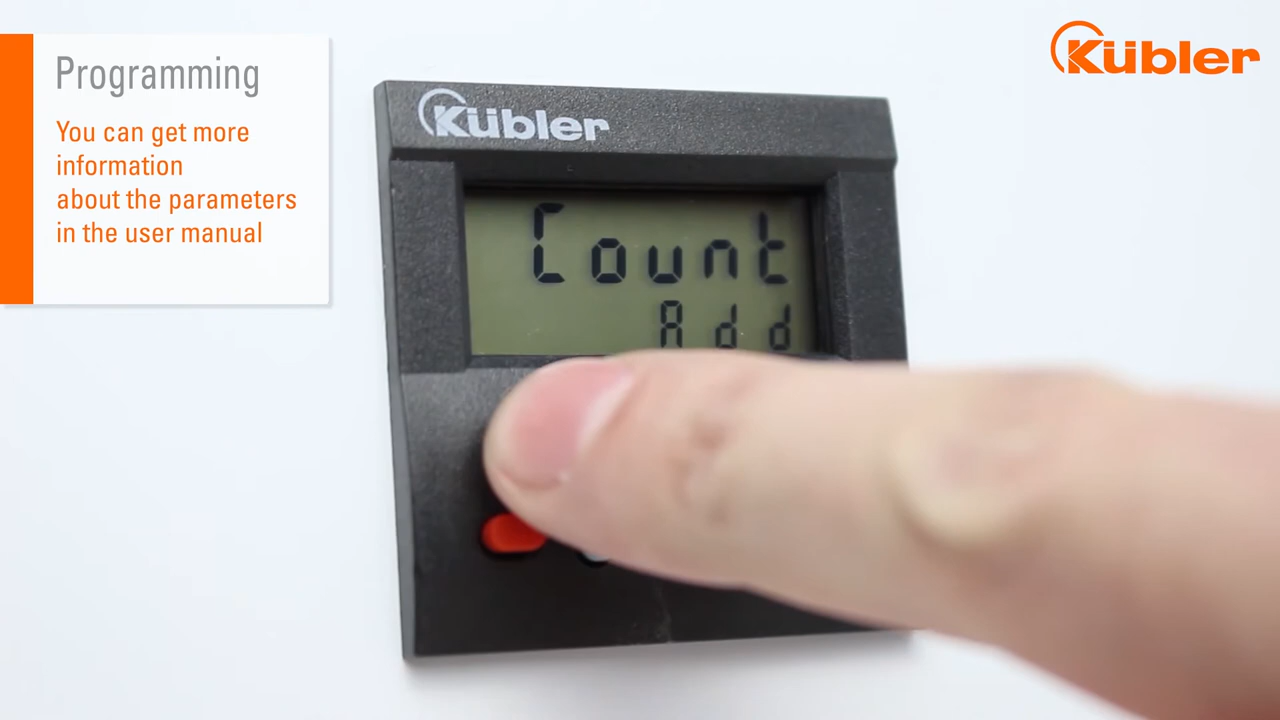 Programming
You can get more
information
about the parameters
in the user manual
Kübler
Kübler
Count
Add